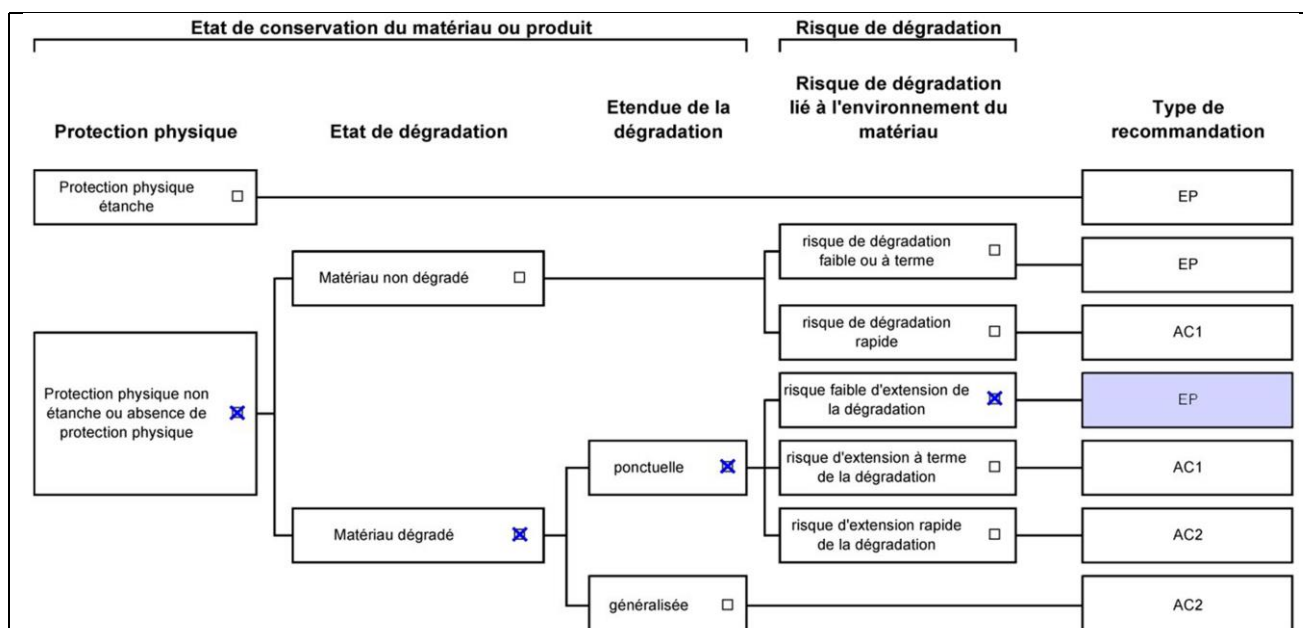 Etat de conservation du matériau ou produit
Risque de dégradation
Protection physique
Etat de dégradation
Etendue de la
dégradation
Risque de dégradation
lié à l'environnement du
matériau
Type de
recommandation
Protection physique
étanche
EP
Matériau non dégradé
risque de dégradation
faible ou à terme
EP
risque de dégradation
rapide
AC1
Protection physique non
étanche ou absence de
protection physique
Matériau dégradé
ponctuelle
risque faible d'extension de
la dégradation
EP
risque d'extension à terme
de la dégradation
AC1
risque d'extension rapide
de la dégradation
AC2
généralisée
AC2